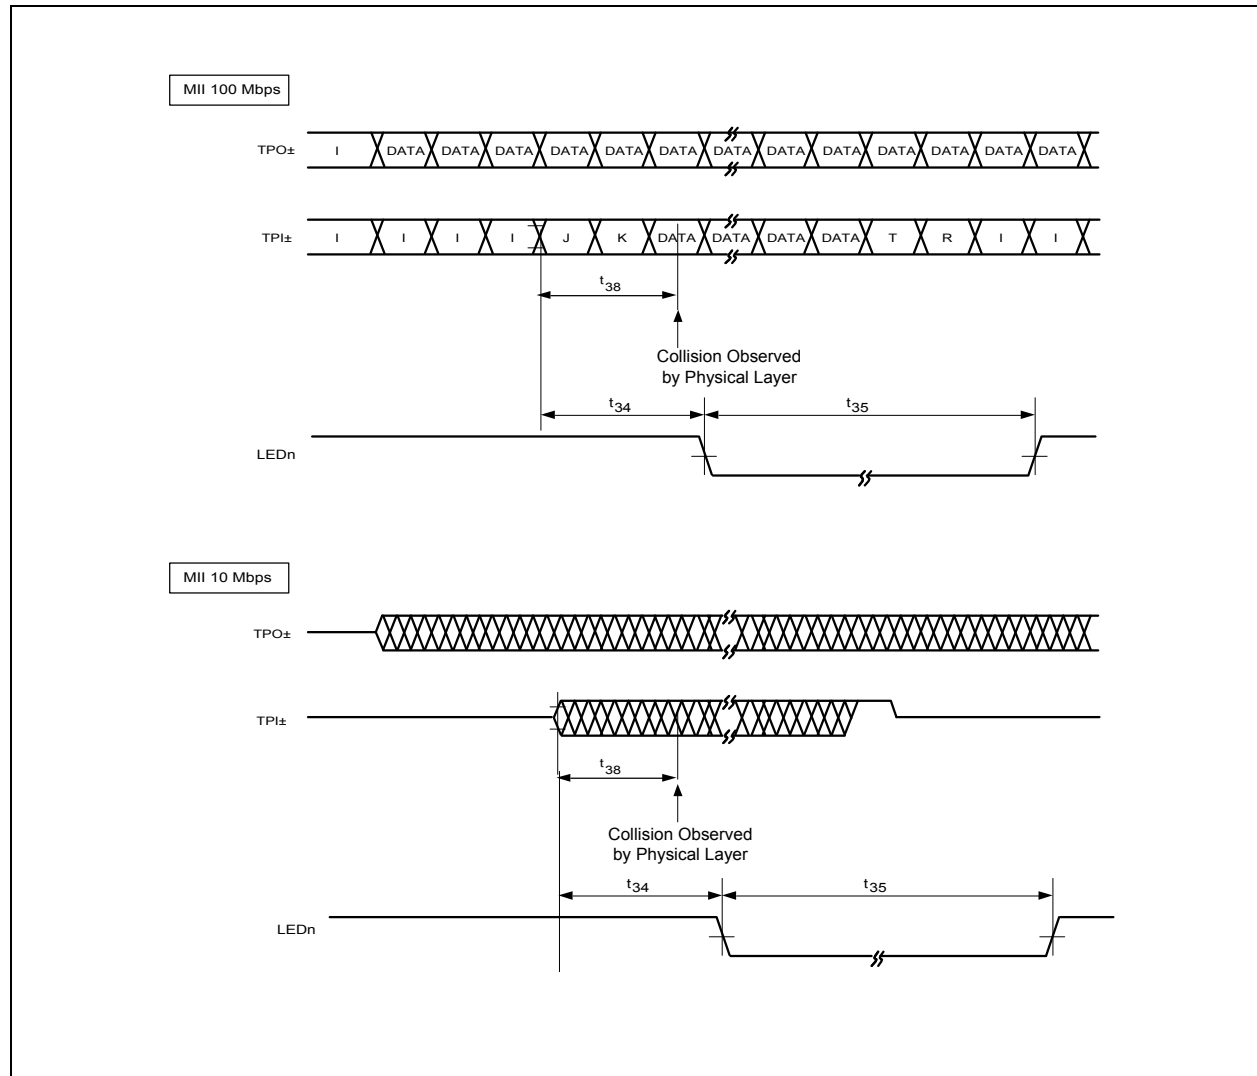 MII 100 Mbps
TPO± I DATA DATA DATA DATA DATA DATA DATA DATA DATA DATA DATA DATA DATA
TPI± I I I I J K DATA DATA DATA DATA T R I I
t38
Collision Observed
by Physical Layer
t34 t35
LEDn
MII 10 Mbps
TPO±
TPI±
t38
Collision Observed
by Physical Layer
t34 t35
LEDn